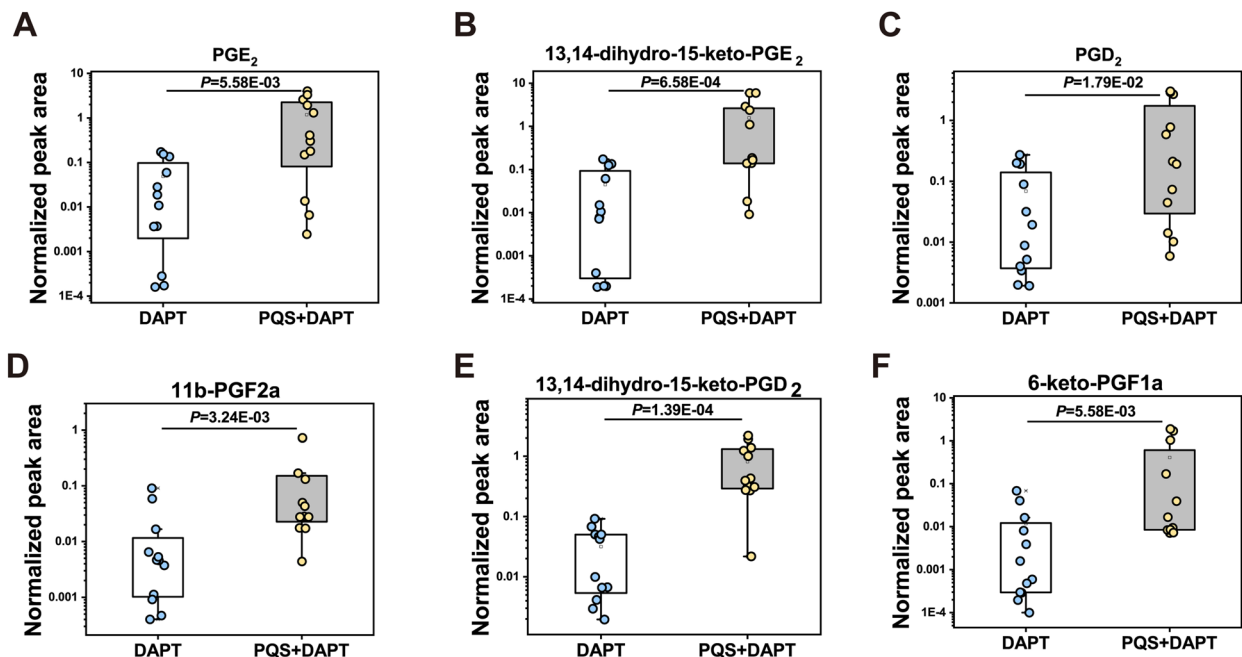 A
PGE2
Normalized peak area
10
1
0.1
0.01
0.001
1E-4
P=5.58E-03
DAPT
PQS+DAPT
B
13,14-dihydro-15-keto-PGE2
Normalized peak area
10
1
0.1
0.01
0.001
1E-4
P=6.58E-04
DAPT
PQS+DAPT
C
PGD2
Normalized peak area
1
0.1
0.01
0.001
P=1.79E-02
DAPT
PQS+DAPT
D
11b-PGF2a
Normalized peak area
1
0.1
0.01
0.001
P=3.24E-03
DAPT
PQS+DAPT
E
13,14-dihydro-15-keto-PGD2
Normalized peak area
1
0.1
0.01
P=1.39E-04
DAPT
PQS+DAPT
F
6-keto-PGF1a
Normalized peak area
10
1
0.1
0.01
0.001
1E-4
P=5.58E-03
DAPT
PQS+DAPT